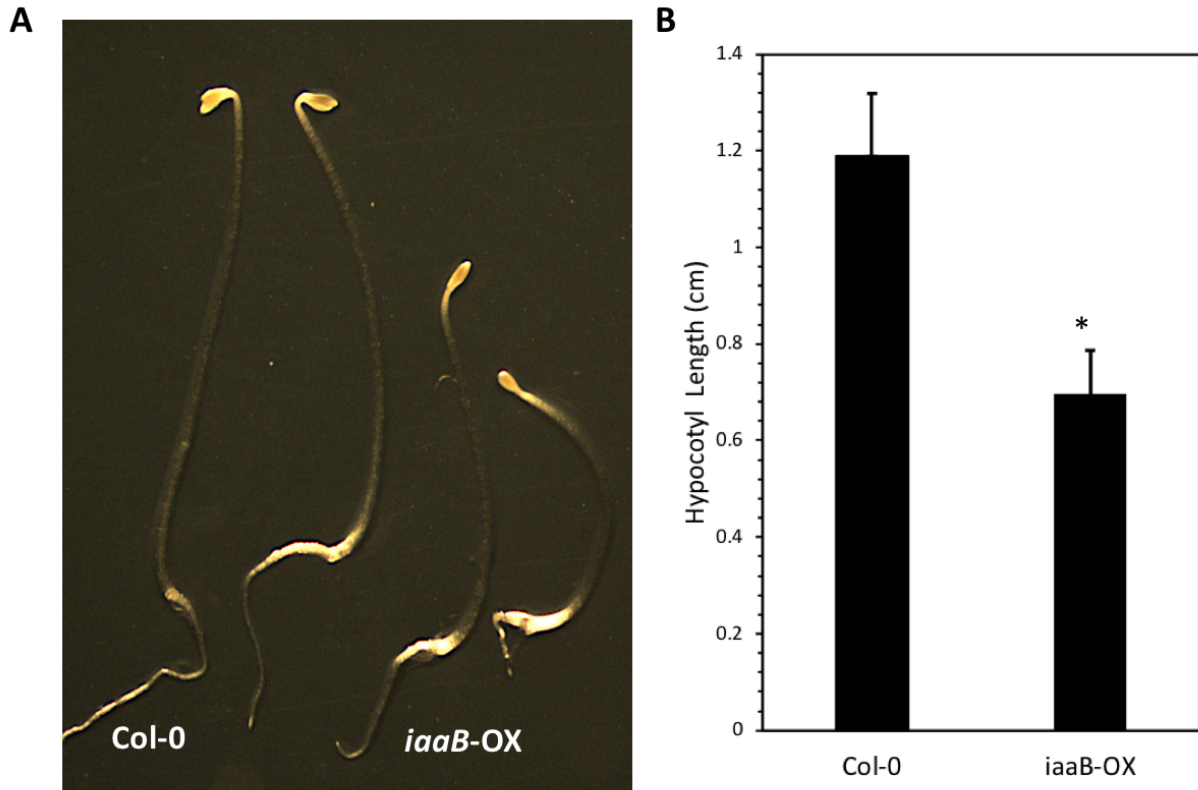 A
Col-0
iaaB-OX
B
Hypocotyl Length (cm)
1.4
1.2
1
0.8
0.6
0.4
0.2
0
*
Col-0
iaaB-OX